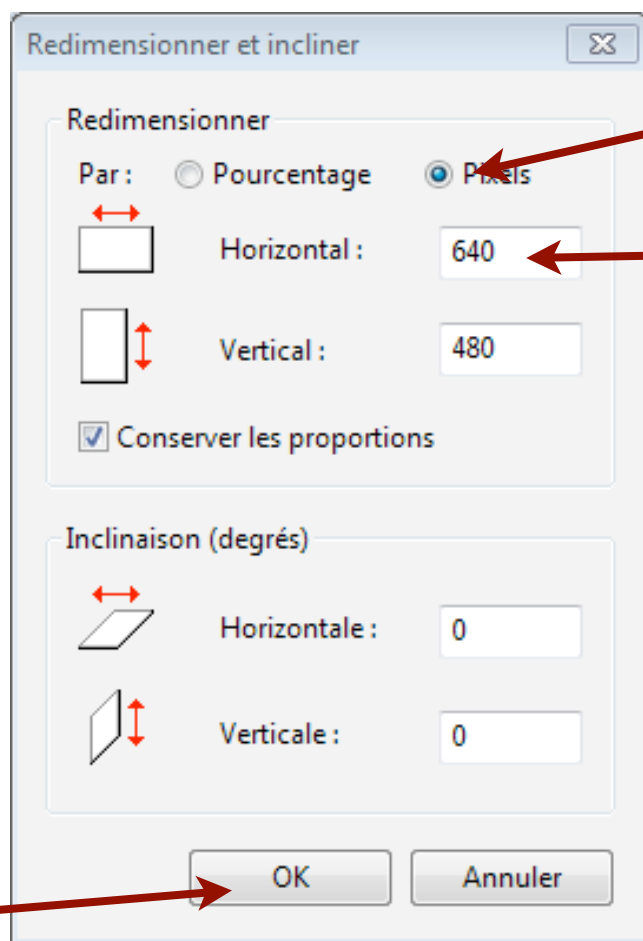 Redimensionner et incliner
Redimensionner
Par : Pourcentage Pixels
Horizontal : 640
Vertical : 480
Conserver les proportions
Inclinaison (degrés)
Horizontale : 0
Verticale : 0
OK Annuler